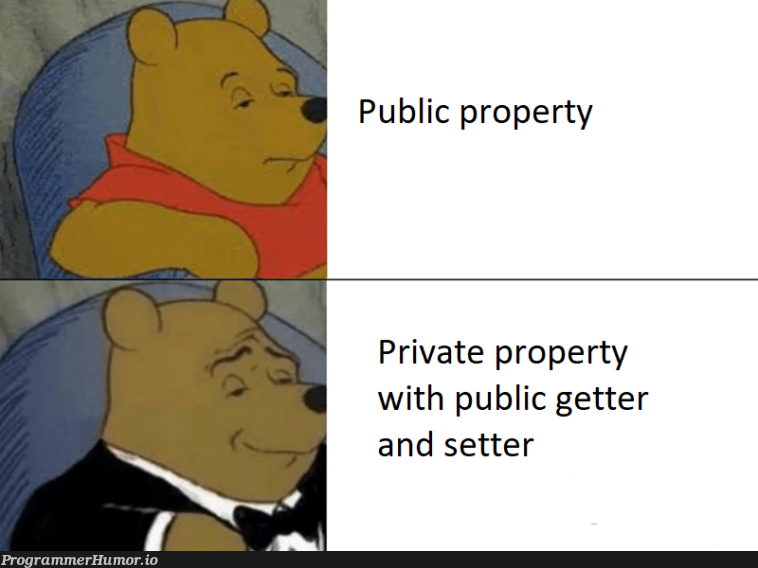 Public property
Private property
with public getter
and setter
ProgrammerHumor.io